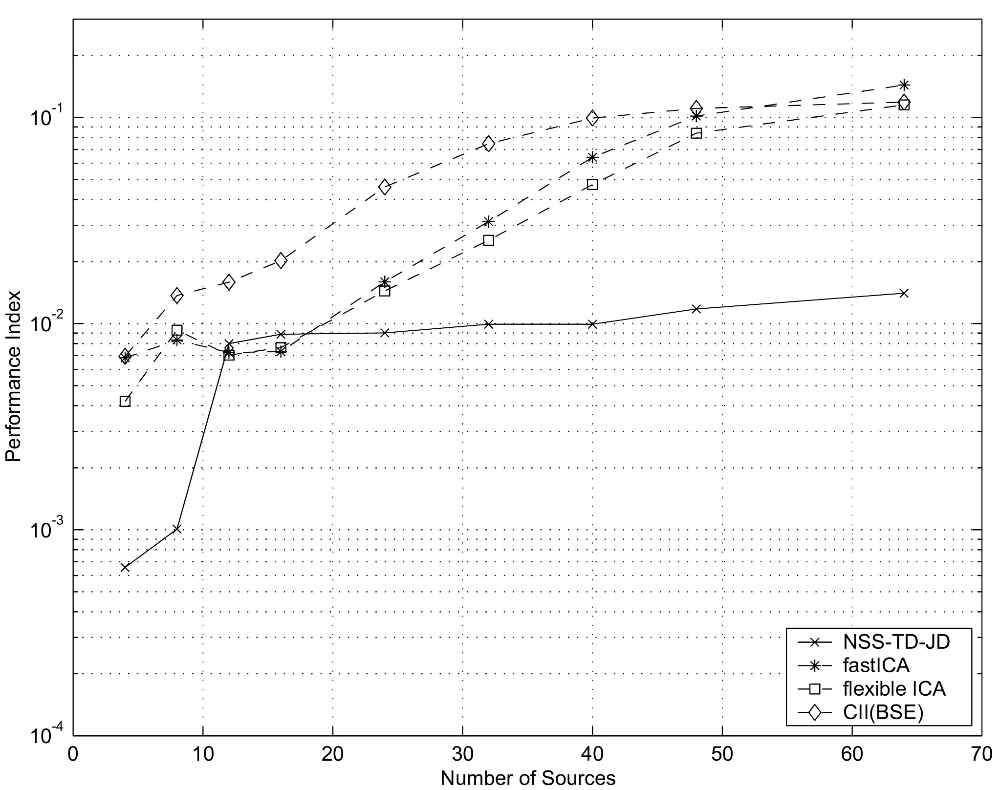 10^-1
10^-2
10^-3
10^-4
Performance Index
0 10 20 30 40 50 60 70
Number of Sources
NSS-TD-JD
fastICA
flexible ICA
CII(BSE)